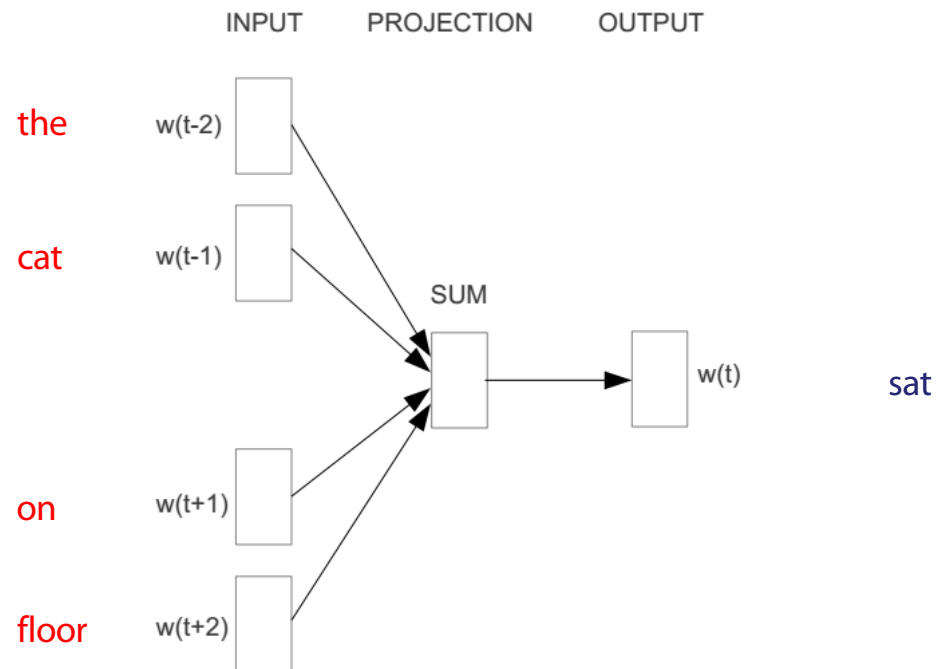 INPUT PROJECTION OUTPUT
the w(t-2)
cat w(t-1)
SUM
w(t) sat
on w(t+1)
floor w(t+2)